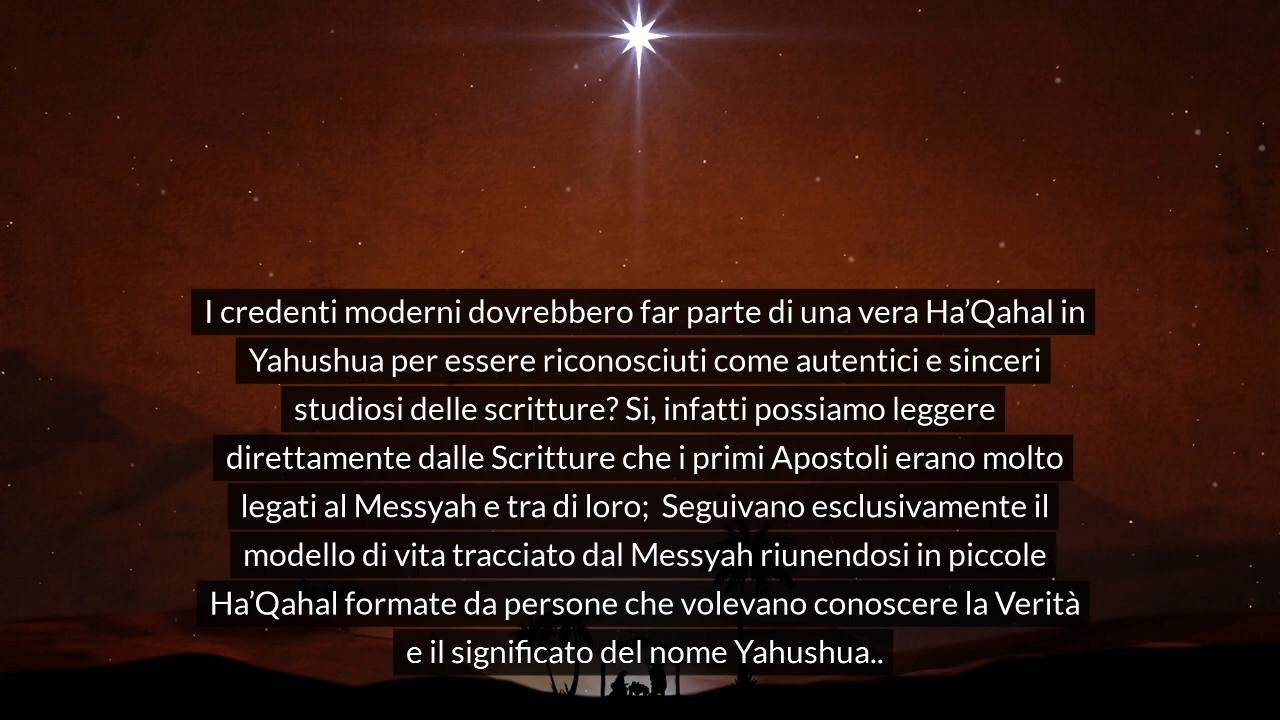 I credenti moderni dovrebbero far parte di una vera Ha’Qahal in
Yahushua per essere riconosciuti come autentici e sinceri
studiosi delle scritture? Si, infatti possiamo leggere
direttamente dalle Scritture che i primi Apostoli erano molto
legati al Messyah e tra di loro;  Seguivano esclusivamente il
modello di vita tracciato dal Messyah riunendosi in piccole
Ha’Qahal formate da persone che volevano conoscere la Verità
e il significato del nome Yahushua..